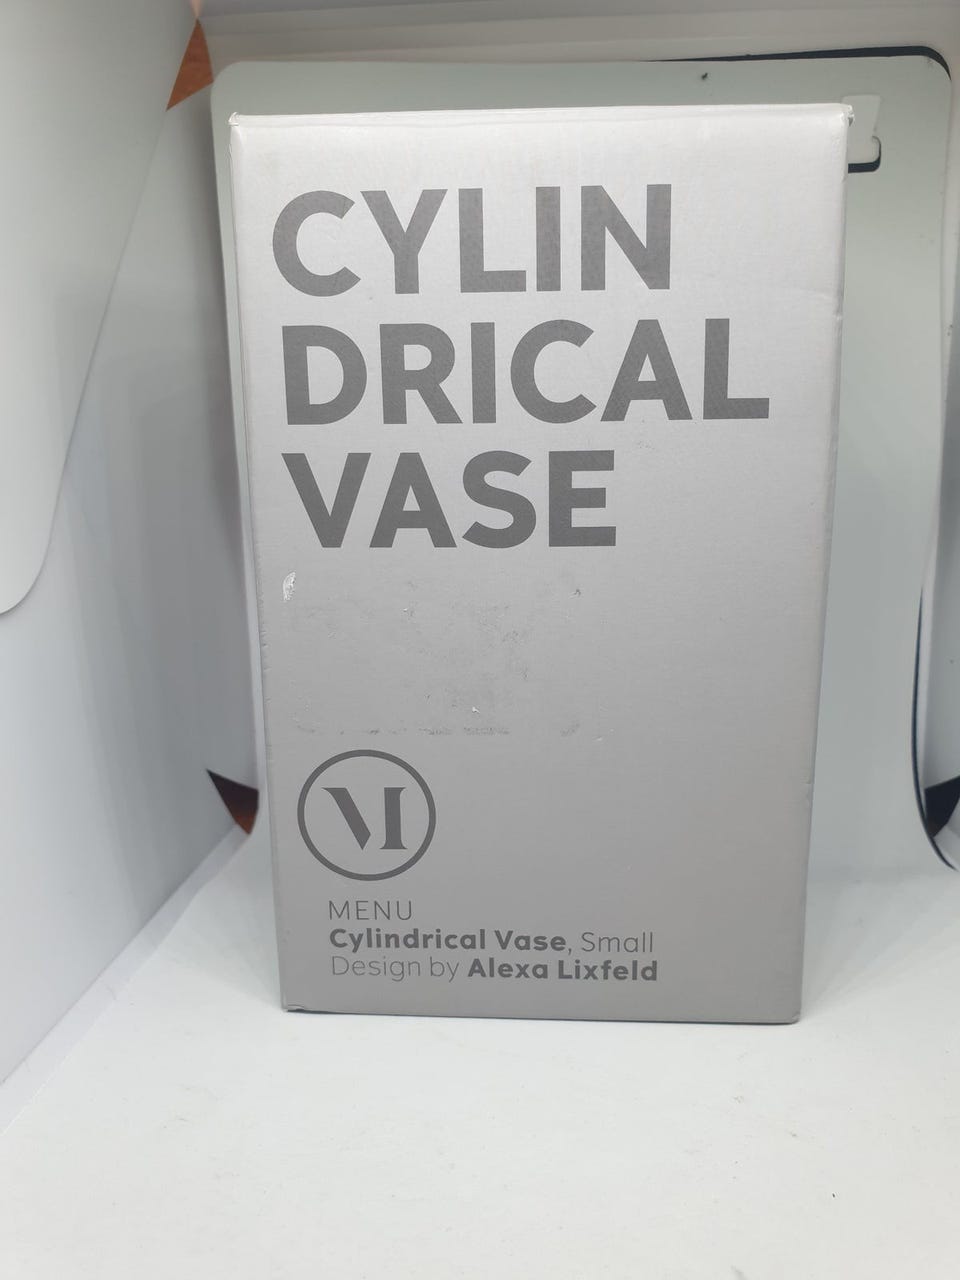 CYLIN
DRICAL
VASE
M
MENU
Cylindrical Vase, Small
Design by Alexa Lixfeld